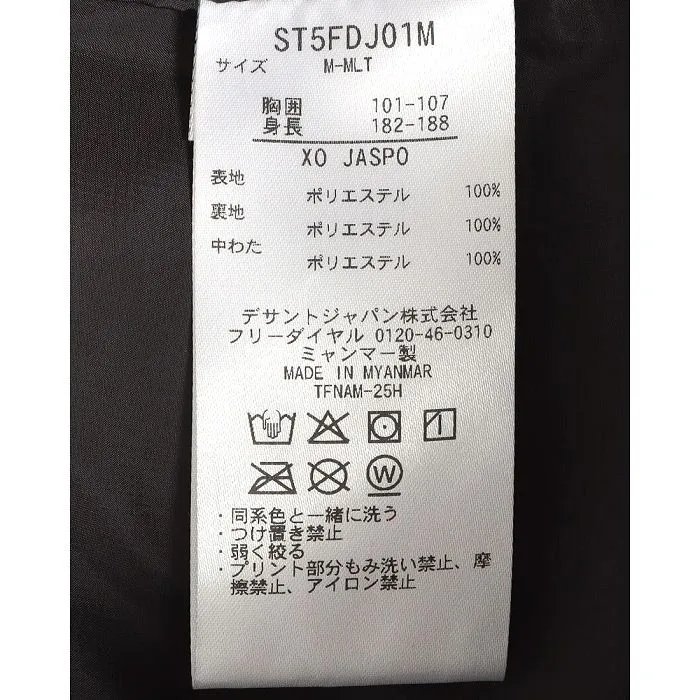 ST5FDJ01M
サイズ M-MLT
胸囲 101-107
身長 182-188
XO JASPO
表地
ポリエステル 100%
裏地
ポリエステル 100%
中わた
ポリエステル 100%
デサントジャパン株式会社
フリーダイヤル 0120-46-0310
ミャンマー製
MADE IN MYANMAR
TFNAM-25H
W
・同系色と一緒に洗う
・つけ置き禁止
・弱く絞る
・プリント部分もみ洗い禁止、摩
擦禁止、アイロン禁止